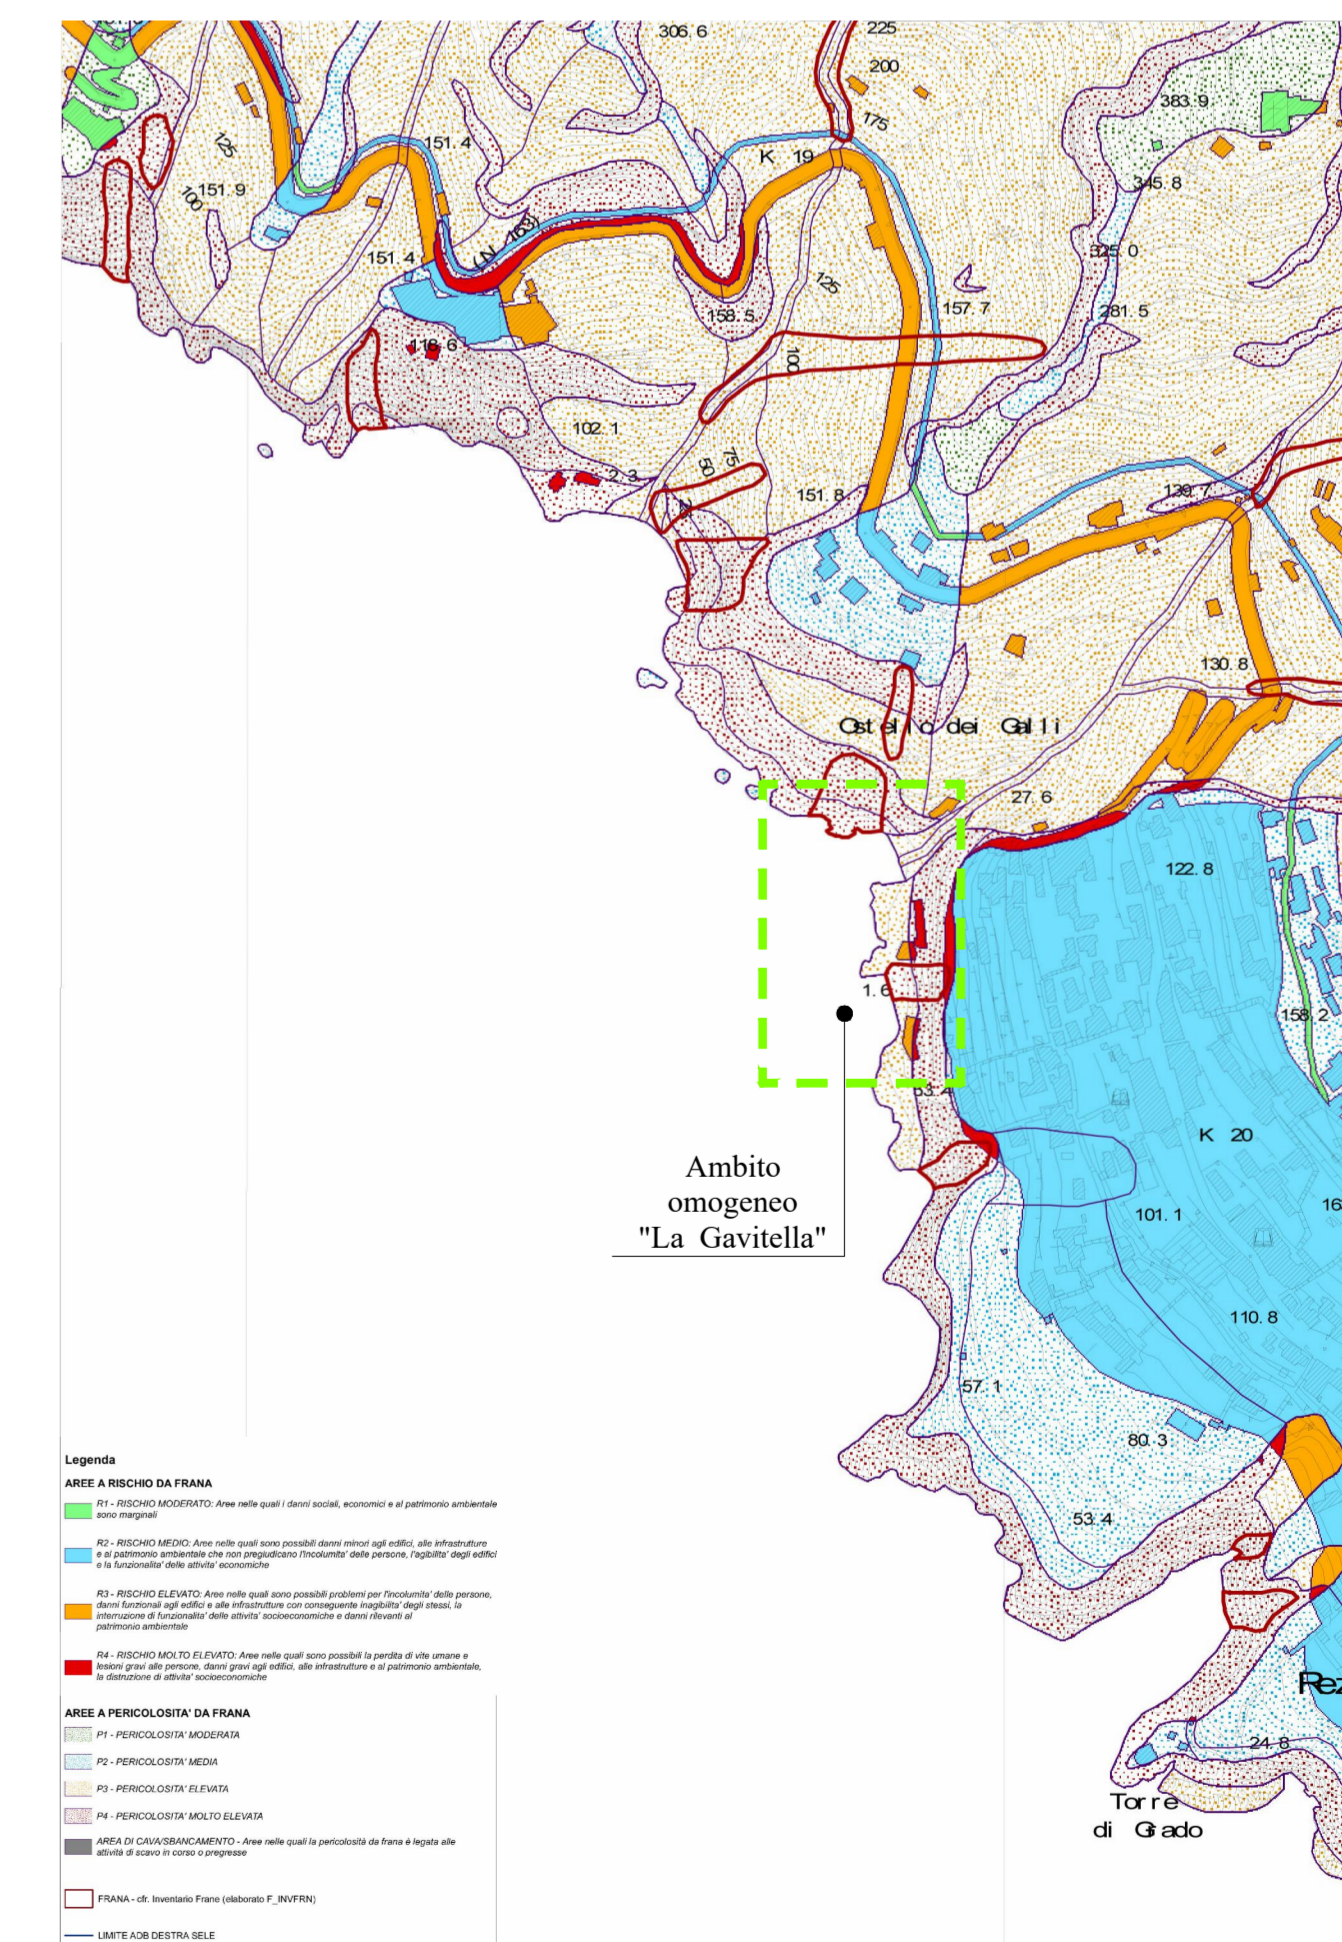 306. 6
225
200
175
383. 9
K 19
125
151. 4
345. 8
100
151. 9
(N 163)
325. 0
151. 4
125
157. 7
281. 5
158. 5
118. 6
100
102. 1
75
50
2. 3
25
151. 8
139. 7
130. 8
Ostello dei Galli
27. 6
122. 8
1. 6
158. 2
53. 4
K 20
Ambito
omogeneo
"La Gavitella"
101. 1
16
110. 8
57. 1
80. 3
53. 4
Rez
24. 8
Torre
di Grado
Legenda
AREE A RISCHIO DA FRANA
R1 - RISCHIO MODERATO: Aree nelle quali i danni sociali, economici e al patrimonio ambientale
sono marginali
R2 - RISCHIO MEDIO: Aree nelle quali sono possibili danni minori agli edifici, alle infrastrutture
e al patrimonio ambientale che non pregiudicano l'incolumita' delle persone, l'agibilita' degli edifici
e la funzionalita' delle attivita' economiche
R3 - RISCHIO ELEVATO: Aree nelle quali sono possibili problemi per l'incolumita' delle persone,
danni funzionali agli edifici e alle infrastrutture con conseguente inagibilita' degli stessi, la
interruzione di funzionalita' delle attivita' socioeconomiche e danni rilevanti al
patrimonio ambientale
R4 - RISCHIO MOLTO ELEVATO: Aree nelle quali sono possibili la perdita di vite umane e
lesioni gravi alle persone, danni gravi agli edifici, alle infrastrutture e al patrimonio ambientale,
la distruzione di attivita' socioeconomiche
AREE A PERICOLOSITA' DA FRANA
P1 - PERICOLOSITA' MODERATA
P2 - PERICOLOSITA' MEDIA
P3 - PERICOLOSITA' ELEVATA
P4 - PERICOLOSITA' MOLTO ELEVATA
AREA DI CAVA/SBANCAMENTO - Aree nelle quali la pericolosità da frana è legata alle
attività di scavo in corso o pregresse
FRANA - cfr. Inventario Frane (elaborato F_INVFRN)
LIMITE ADB DESTRA SELE